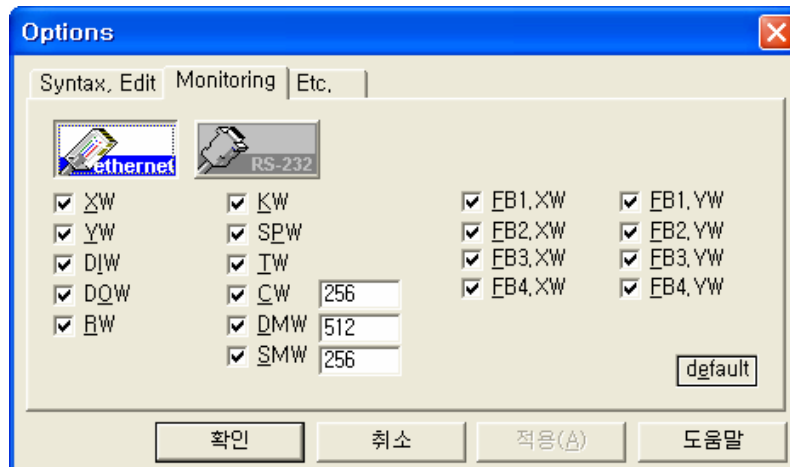 Options
Syntax, Edit Monitoring Etc,
ethernet RS-232
XW KW FB1,XW FB1,YW
YW SPW FB2,XW FB2,YW
DIW TW FB3,XW FB3,YW
DOW CW 256 FB4,XW FB4,YW
RW DMW 512
SMW 256
default
확인 취소 적용(A) 도움말